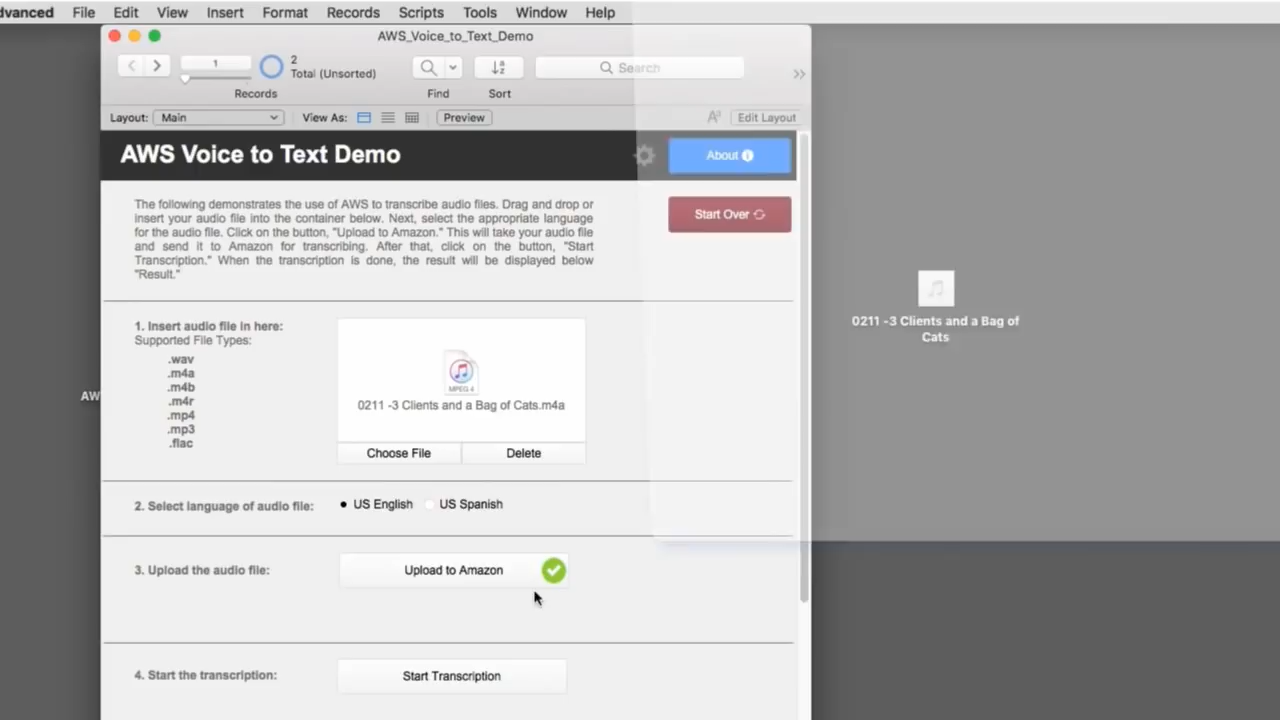 dvanced File Edit View Insert Format Records Scripts Tools Window Help
AWS_Voice_to_Text_Demo
1
2
Total (Unsorted)
Search
Records
Find
Sort
Layout: Main
View As:
Preview
Edit Layout
AWS Voice to Text Demo
About
The following demonstrates the use of AWS to transcribe audio files. Drag and drop or
insert your audio file into the container below. Next, select the appropriate language
for the audio file. Click on the button, "Upload to Amazon." This will take your audio file
and send it to Amazon for transcribing. After that, click on the button, "Start
Transcription." When the transcription is done, the result will be displayed below
"Result."
Start Over
1. Insert audio file in here:
Supported File Types:
.wav
.m4a
.m4b
.m4r
.mp4
.mp3
.flac
MPEG 4
0211 -3 Clients and a Bag of Cats.m4a
Choose File
Delete
2. Select language of audio file:
US English
US Spanish
3. Upload the audio file:
Upload to Amazon
4. Start the transcription:
Start Transcription
AW
0211 -3 Clients and a Bag of
Cats